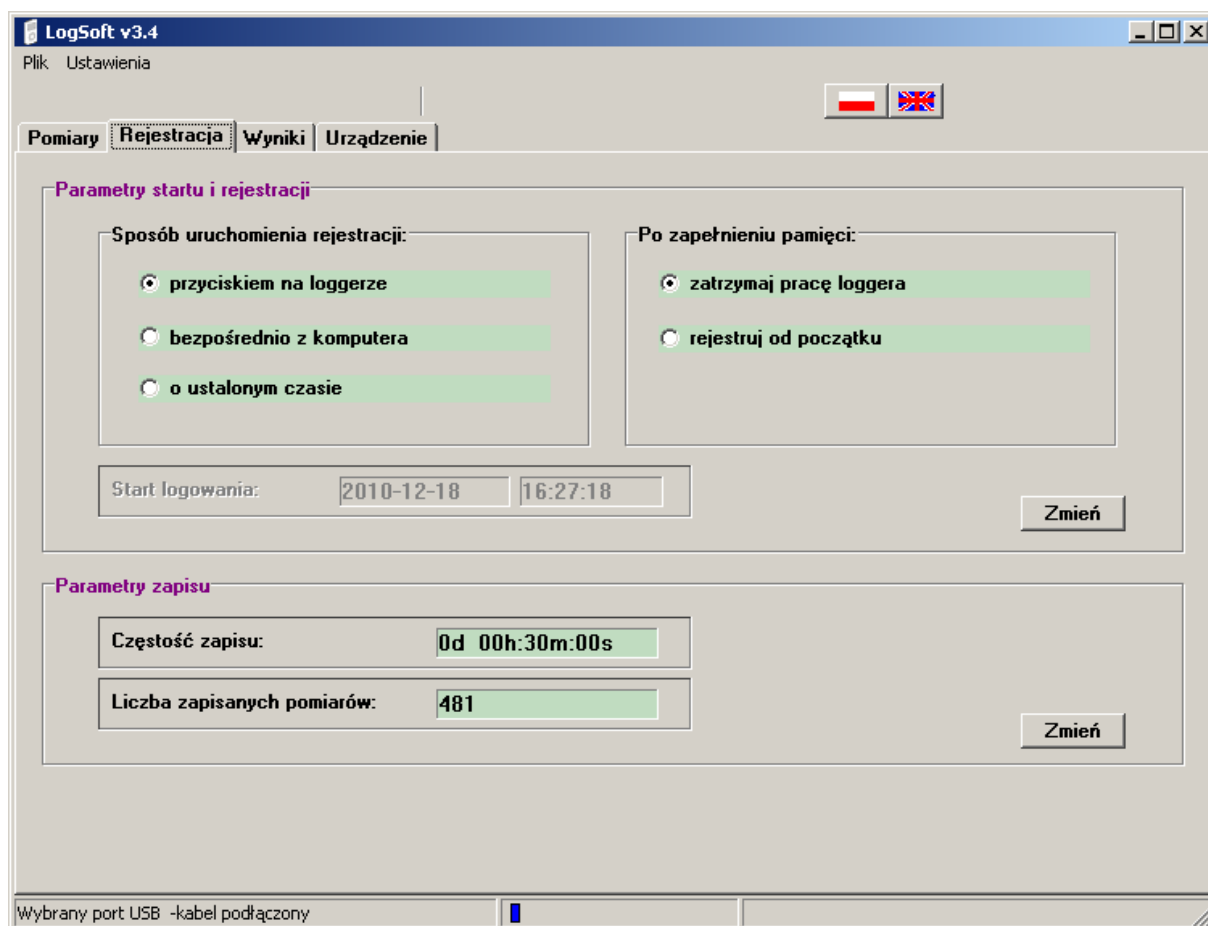 LogSoft v3.4
Plik Ustawienia
Pomiary Rejestracja Wyniki Urządzenie
Parametry startu i rejestracji
Sposób uruchomienia rejestracji:
przyciskiem na loggerze
bezpośrednio z komputera
o ustalonym czasie
Po zapełnieniu pamięci:
zatrzymaj pracę loggera
rejestruj od początku
Start logowania: 2010-12-18 16:27:18
Zmień
Parametry zapisu
Częstość zapisu: 0d 00h:30m:00s
Liczba zapisanych pomiarów: 481
Zmień
Wybrany port USB -kabel podłączony